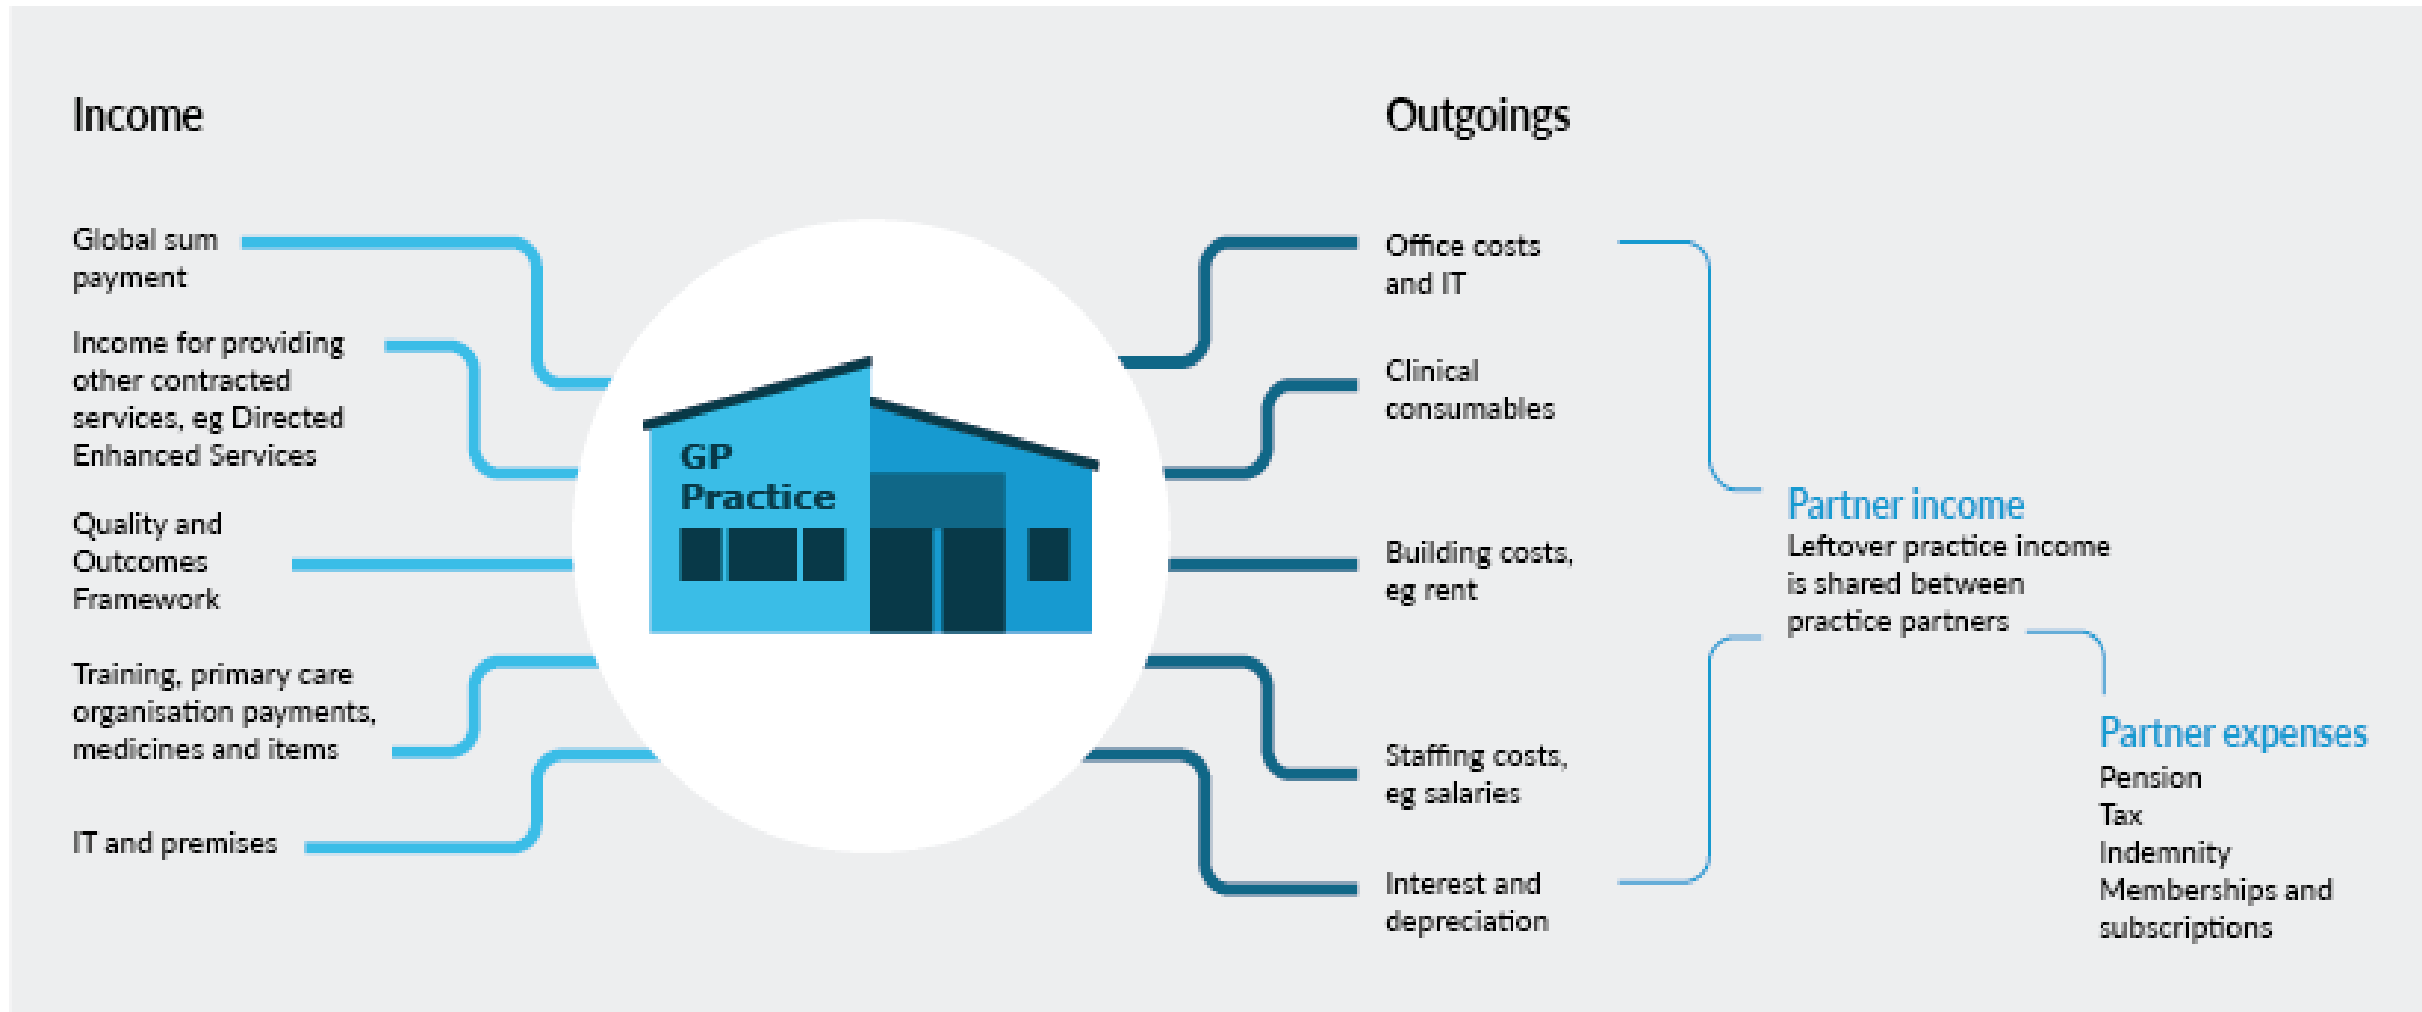 Income
Global sum
payment
Income for providing
other contracted
services, eg Directed
Enhanced Services
Quality and
Outcomes
Framework
Training, primary care
organisation payments,
medicines and items
IT and premises
GP
Practice
Outgoings
Office costs
and IT
Clinical
consumables
Building costs,
eg rent
Staffing costs,
eg salaries
Interest and
depreciation
Partner income
Leftover practice income
is shared between
practice partners
Partner expenses
Pension
Tax
Indemnity
Memberships and
subscriptions